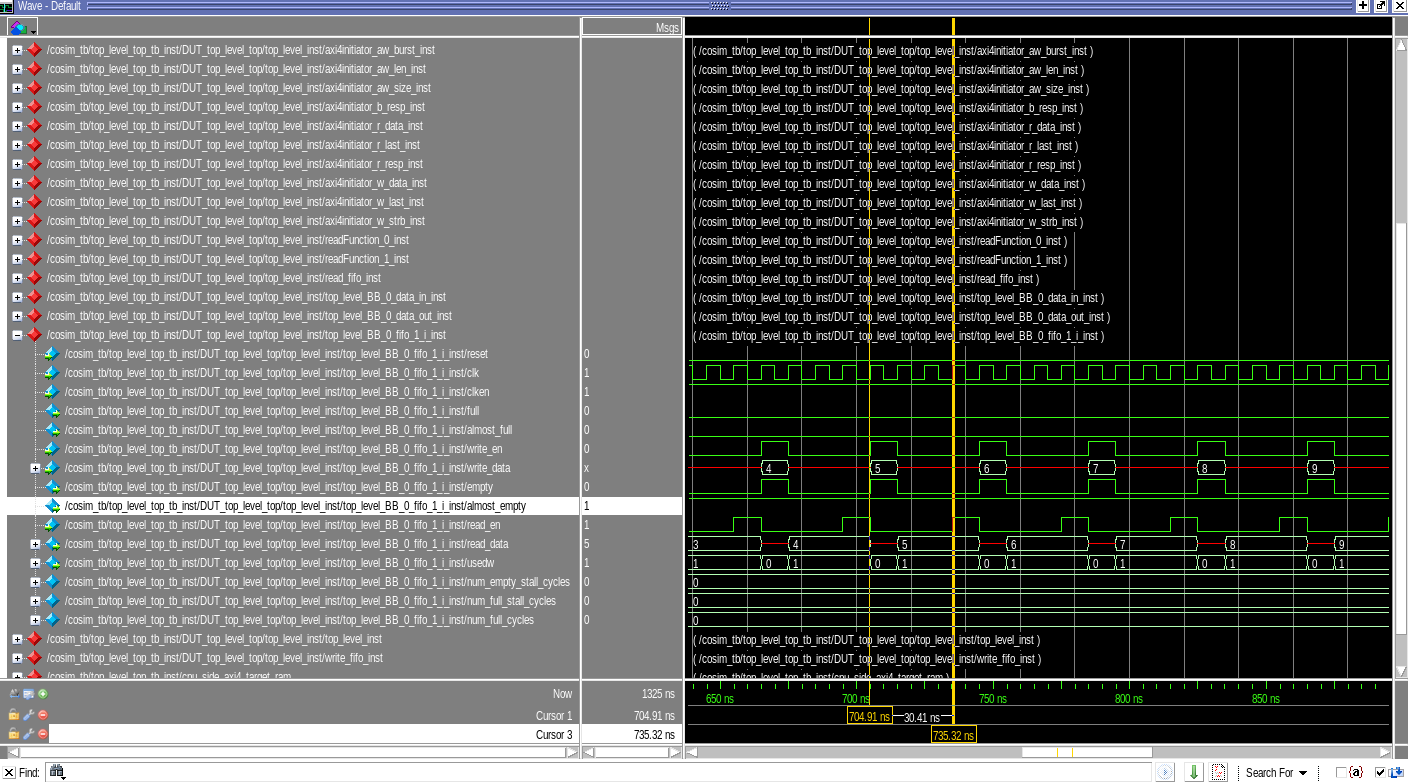 Wave - Default
Msgs
/cosim_tb/top_level_top_tb_inst/DUT_top_level_top/top_level_inst/axi4initiator_aw_burst_inst ( /cosim_tb/top_level_top_tb_inst/DUT_top_level_top/top_level_inst/axi4initiator_aw_burst_inst )
/cosim_tb/top_level_top_tb_inst/DUT_top_level_top/top_level_inst/axi4initiator_aw_len_inst ( /cosim_tb/top_level_top_tb_inst/DUT_top_level_top/top_level_inst/axi4initiator_aw_len_inst )
/cosim_tb/top_level_top_tb_inst/DUT_top_level_top/top_level_inst/axi4initiator_aw_size_inst ( /cosim_tb/top_level_top_tb_inst/DUT_top_level_top/top_level_inst/axi4initiator_aw_size_inst )
/cosim_tb/top_level_top_tb_inst/DUT_top_level_top/top_level_inst/axi4initiator_b_resp_inst ( /cosim_tb/top_level_top_tb_inst/DUT_top_level_top/top_level_inst/axi4initiator_b_resp_inst )
/cosim_tb/top_level_top_tb_inst/DUT_top_level_top/top_level_inst/axi4initiator_r_data_inst ( /cosim_tb/top_level_top_tb_inst/DUT_top_level_top/top_level_inst/axi4initiator_r_data_inst )
/cosim_tb/top_level_top_tb_inst/DUT_top_level_top/top_level_inst/axi4initiator_r_last_inst ( /cosim_tb/top_level_top_tb_inst/DUT_top_level_top/top_level_inst/axi4initiator_r_last_inst )
/cosim_tb/top_level_top_tb_inst/DUT_top_level_top/top_level_inst/axi4initiator_r_resp_inst ( /cosim_tb/top_level_top_tb_inst/DUT_top_level_top/top_level_inst/axi4initiator_r_resp_inst )
/cosim_tb/top_level_top_tb_inst/DUT_top_level_top/top_level_inst/axi4initiator_w_data_inst ( /cosim_tb/top_level_top_tb_inst/DUT_top_level_top/top_level_inst/axi4initiator_w_data_inst )
/cosim_tb/top_level_top_tb_inst/DUT_top_level_top/top_level_inst/axi4initiator_w_last_inst ( /cosim_tb/top_level_top_tb_inst/DUT_top_level_top/top_level_inst/axi4initiator_w_last_inst )
/cosim_tb/top_level_top_tb_inst/DUT_top_level_top/top_level_inst/axi4initiator_w_strb_inst ( /cosim_tb/top_level_top_tb_inst/DUT_top_level_top/top_level_inst/axi4initiator_w_strb_inst )
/cosim_tb/top_level_top_tb_inst/DUT_top_level_top/top_level_inst/readFunction_0_inst ( /cosim_tb/top_level_top_tb_inst/DUT_top_level_top/top_level_inst/readFunction_0_inst )
/cosim_tb/top_level_top_tb_inst/DUT_top_level_top/top_level_inst/readFunction_1_inst ( /cosim_tb/top_level_top_tb_inst/DUT_top_level_top/top_level_inst/readFunction_1_inst )
/cosim_tb/top_level_top_tb_inst/DUT_top_level_top/top_level_inst/read_fifo_inst ( /cosim_tb/top_level_top_tb_inst/DUT_top_level_top/top_level_inst/read_fifo_inst )
/cosim_tb/top_level_top_tb_inst/DUT_top_level_top/top_level_inst/top_level_BB_0_data_in_inst ( /cosim_tb/top_level_top_tb_inst/DUT_top_level_top/top_level_inst/top_level_BB_0_data_in_inst )
/cosim_tb/top_level_top_tb_inst/DUT_top_level_top/top_level_inst/top_level_BB_0_data_out_inst ( /cosim_tb/top_level_top_tb_inst/DUT_top_level_top/top_level_inst/top_level_BB_0_data_out_inst )
/cosim_tb/top_level_top_tb_inst/DUT_top_level_top/top_level_inst/top_level_BB_0_fifo_1_i_inst ( /cosim_tb/top_level_top_tb_inst/DUT_top_level_top/top_level_inst/top_level_BB_0_fifo_1_i_inst )
/cosim_tb/top_level_top_tb_inst/DUT_top_level_top/top_level_inst/top_level_BB_0_fifo_1_i_inst/reset 0
/cosim_tb/top_level_top_tb_inst/DUT_top_level_top/top_level_inst/top_level_BB_0_fifo_1_i_inst/clk 1
/cosim_tb/top_level_top_tb_inst/DUT_top_level_top/top_level_inst/top_level_BB_0_fifo_1_i_inst/clken 1
/cosim_tb/top_level_top_tb_inst/DUT_top_level_top/top_level_inst/top_level_BB_0_fifo_1_i_inst/full 0
/cosim_tb/top_level_top_tb_inst/DUT_top_level_top/top_level_inst/top_level_BB_0_fifo_1_i_inst/almost_full 0
/cosim_tb/top_level_top_tb_inst/DUT_top_level_top/top_level_inst/top_level_BB_0_fifo_1_i_inst/write_en 0
/cosim_tb/top_level_top_tb_inst/DUT_top_level_top/top_level_inst/top_level_BB_0_fifo_1_i_inst/write_data x 4 5 6 7 8 9
/cosim_tb/top_level_top_tb_inst/DUT_top_level_top/top_level_inst/top_level_BB_0_fifo_1_i_inst/empty 0
/cosim_tb/top_level_top_tb_inst/DUT_top_level_top/top_level_inst/top_level_BB_0_fifo_1_i_inst/almost_empty 1
/cosim_tb/top_level_top_tb_inst/DUT_top_level_top/top_level_inst/top_level_BB_0_fifo_1_i_inst/read_en 1
/cosim_tb/top_level_top_tb_inst/DUT_top_level_top/top_level_inst/top_level_BB_0_fifo_1_i_inst/read_data 5 3 4 5 6 7 8 9
/cosim_tb/top_level_top_tb_inst/DUT_top_level_top/top_level_inst/top_level_BB_0_fifo_1_i_inst/usedw 1 1 0 1 0 1 0 1 0 1 0 1 0 1
/cosim_tb/top_level_top_tb_inst/DUT_top_level_top/top_level_inst/top_level_BB_0_fifo_1_i_inst/num_empty_stall_cycles 0 0
/cosim_tb/top_level_top_tb_inst/DUT_top_level_top/top_level_inst/top_level_BB_0_fifo_1_i_inst/num_full_stall_cycles 0 0
/cosim_tb/top_level_top_tb_inst/DUT_top_level_top/top_level_inst/top_level_BB_0_fifo_1_i_inst/num_full_cycles 0 0
/cosim_tb/top_level_top_tb_inst/DUT_top_level_top/top_level_inst/top_level_inst ( /cosim_tb/top_level_top_tb_inst/DUT_top_level_top/top_level_inst/top_level_inst )
/cosim_tb/top_level_top_tb_inst/DUT_top_level_top/top_level_inst/write_fifo_inst ( /cosim_tb/top_level_top_tb_inst/DUT_top_level_top/top_level_inst/write_fifo_inst )
/cosim_tb/top_level_top_tb_inst/cpu_side_axi4_target_ram ( /cosim_tb/top_level_top_tb_inst/cpu_side_axi4_target_ram )
Now 1325 ns 650 ns 700 ns 750 ns 800 ns 850 ns
Cursor 1 704.91 ns 704.91 ns 30.41 ns
Cursor 3 735.32 ns 735.32 ns
Find: Search For {a}